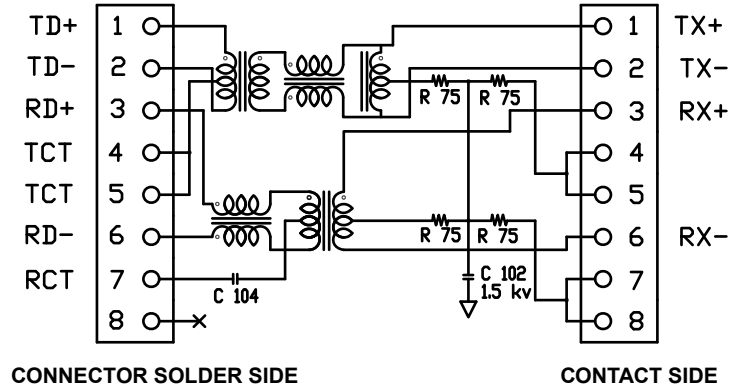 TD+ 1 1 TX+
TD- 2 2 TX-
R 75 R 75
RD+ 3 3 RX+
TCT 4 4
TCT 5 5
RD- 6 6 RX-
R 75 R 75
RCT 7 7
C 104
C 102
1.5 kv
8 8
CONNECTOR SOLDER SIDE CONTACT SIDE